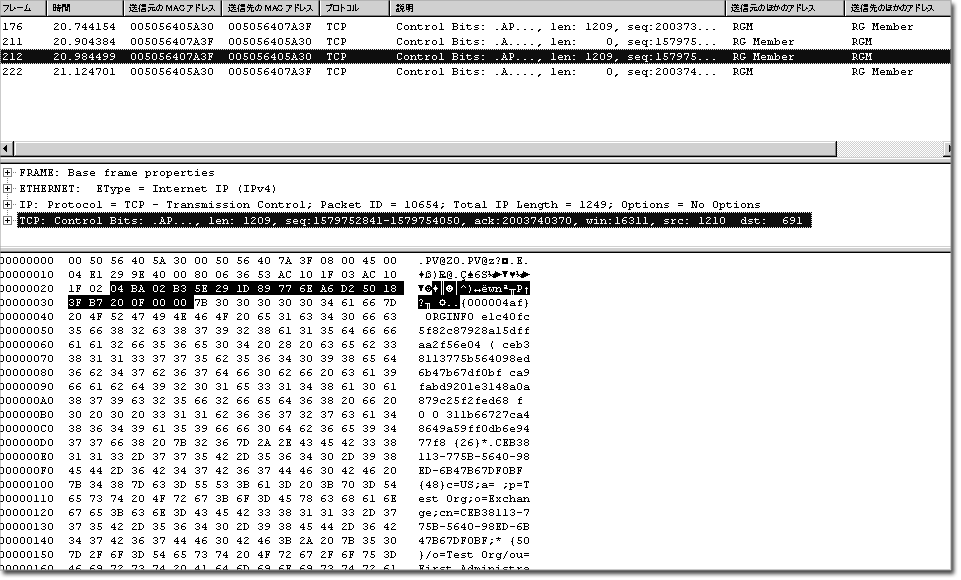 フレーム 時間 送信元の MAC アドレス 送信先の MAC アドレス プロトコル 説明 送信元のほかのアドレス 送信先のほかのアドレス
176 20.744154 005056405A30 005056407A3F TCP Control Bits: .AP..., len: 1209, seq:200373... RGM RG Member
211 20.904384 005056407A3F 005056405A30 TCP Control Bits: .A...., len: 0, seq:157975... RG Member RGM
212 20.984499 005056407A3F 005056405A30 TCP Control Bits: .AP..., len: 1209, seq:157975... RG Member RGM
222 21.124701 005056405A30 005056407A3F TCP Control Bits: .A...., len: 0, seq:200374... RGM RG Member
FRAME: Base frame properties
ETHERNET: EType = Internet IP (IPv4)
IP: Protocol = TCP - Transmission Control; Packet ID = 10654; Total IP Length = 1249; Options = No Options
TCP: Control Bits: .AP..., len: 1209, seq:1579752841-1579754050, ack:2003740370, win:16311, src: 1210 dst: 691
00000000 00 50 56 40 5A 30 00 50 56 40 7A 3F 08 00 45 00 .PV@Z0.PV@z?◘.E.
00000010 04 E1 29 9E 40 00 80 06 36 53 AC 10 1F 03 AC 10
00000020 1F 02 04 BA 02 B3 5E 29 1D 89 77 6E A6 D2 50 18
00000030 3F B7 20 0F 00 00 7B 30 30 30 30 30 34 61 66 7D {000004af}
00000040 20 4F 52 47 49 4E 46 4F 20 65 31 63 34 30 66 63 ORGINFO e1c40fc
00000050 35 66 38 32 63 38 37 39 32 38 61 31 35 64 66 66 5f82c87928a15dff
00000060 61 61 32 66 35 36 65 30 34 20 28 20 63 65 62 33 aa2f56e04 ( ceb3
00000070 38 31 31 33 37 37 35 62 35 36 34 30 39 38 65 64 8113775b564098ed
00000080 36 62 34 37 62 36 37 64 66 30 62 66 20 63 61 39 6b47b67df0bf ca9
00000090 66 61 62 64 39 32 30 31 65 33 31 34 38 61 30 61 fabd9201e3148a0a
000000A0 38 37 39 63 32 35 66 32 66 65 64 36 38 20 66 20 879c25f2fed68 f
000000B0 30 20 30 20 33 31 31 62 36 36 37 32 37 63 61 34 0 0 311b66727ca4
000000C0 38 36 34 39 61 35 39 66 66 30 64 62 36 65 39 34 8649a59ff0db6e94
000000D0 37 37 66 38 20 7B 32 36 7D 2A 2E 43 45 42 33 38 77f8 {26}*.CEB38
000000E0 31 31 33 2D 37 37 35 42 2D 35 36 34 30 2D 39 38 113-775B-5640-98
000000F0 45 44 2D 36 42 34 37 42 36 37 44 46 30 42 46 20 ED-6B47B67DF0BF
00000100 7B 34 38 7D 63 3D 55 53 3B 61 3D 20 3B 70 3D 54 {48}c=US;a= ;p=T
00000110 65 73 74 20 4F 72 67 3B 6F 3D 45 78 63 68 61 6E est Org;o=Exchan
00000120 67 65 3B 63 6E 3D 43 45 42 33 38 31 31 33 2D 37 ge;cn=CEB38113-7
00000130 37 35 42 2D 35 36 34 30 2D 39 38 45 44 2D 36 42 75B-5640-98ED-6B
00000140 34 37 42 36 37 44 46 30 42 46 3B 2A 20 7B 35 30 47B67DF0BF;* {50
00000150 7D 2F 6F 3D 54 65 73 74 20 4F 72 67 2F 6F 75 3D }/o=Test Org/ou=
46 69 72 73 74 20 41 64 6D 69 6E 69 73 74 72 61 First Administra